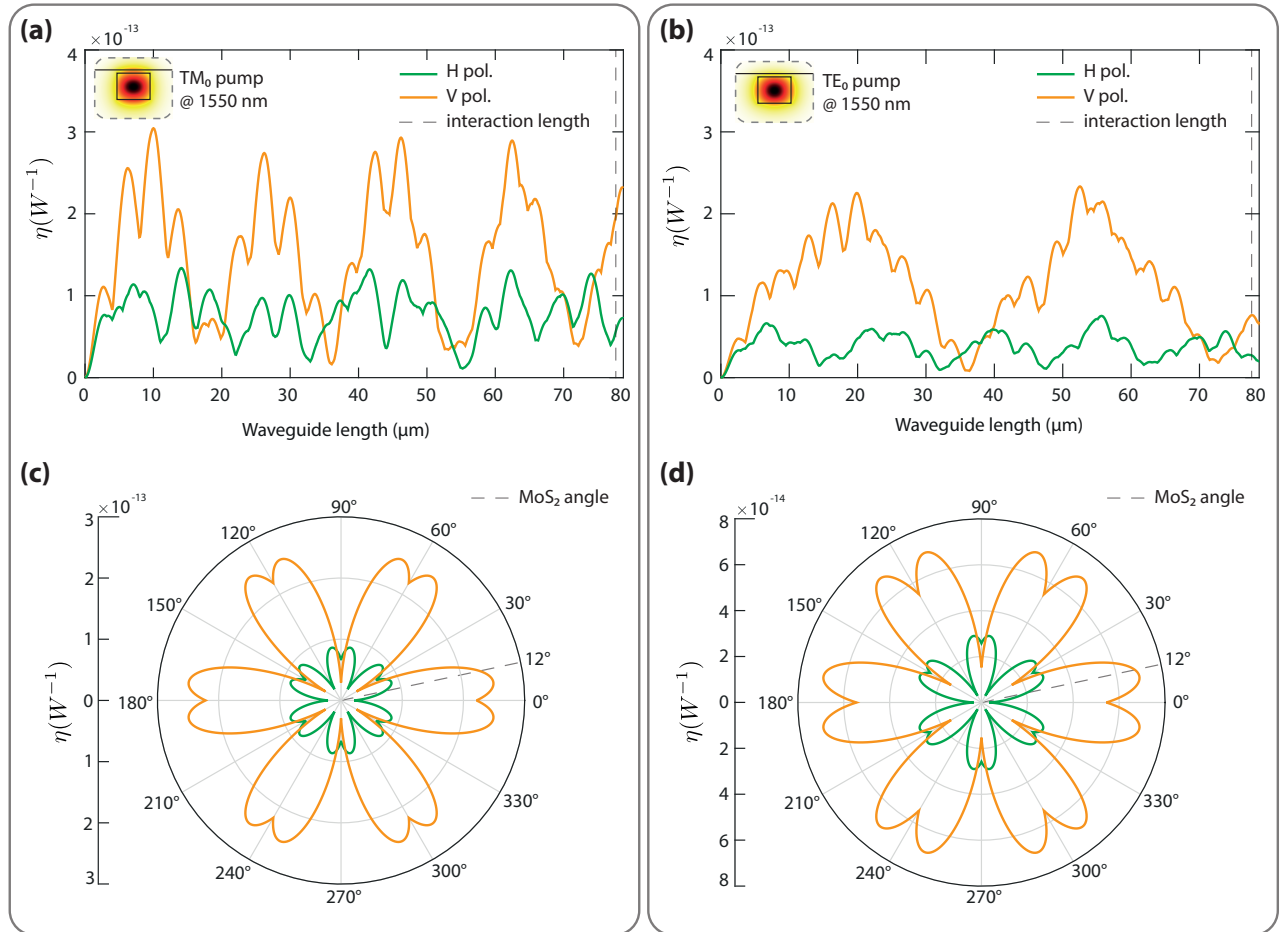 (a)
×10⁻¹³
TM₀ pump
@ 1550 nm
H pol.
V pol.
interaction length
4
3
2
1
0
η(W⁻¹)
0 10 20 30 40 50 60 70 80
Waveguide length (µm)
(b)
×10⁻¹³
TE₀ pump
@ 1550 nm
H pol.
V pol.
interaction length
4
3
2
1
0
η(W⁻¹)
0 10 20 30 40 50 60 70 80
Waveguide length (µm)
(c)
×10⁻¹³
MoS₂ angle
3
2
1
0
1
2
3
η(W⁻¹)
90°
120° 60°
150° 30°
12°
180° 0°
210° 330°
240° 300°
270°
(d)
×10⁻¹⁴
MoS₂ angle
8
6
4
2
0
2
4
6
8
η(W⁻¹)
90°
120° 60°
150° 30°
12°
180° 0°
210° 330°
240° 300°
270°